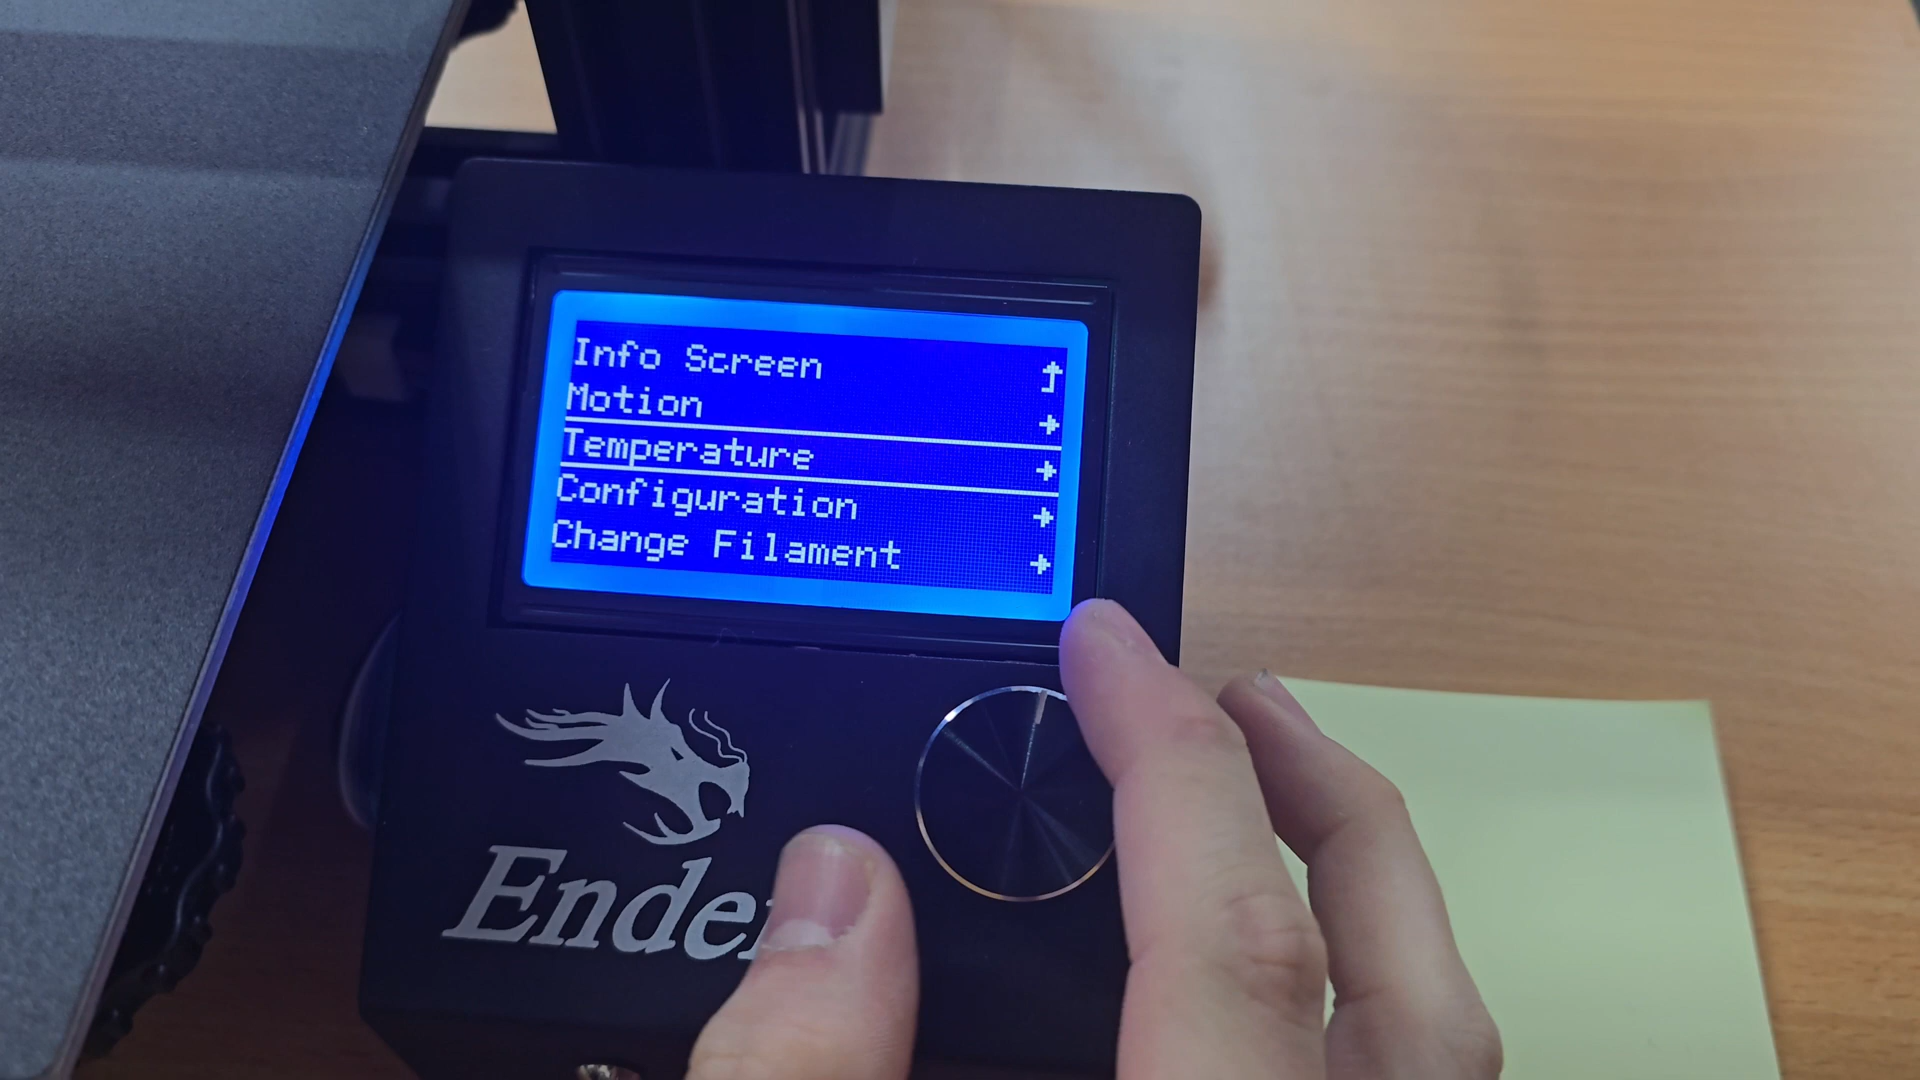 Info Screen
Motion
Temperature
Configuration
Change Filament
Ender